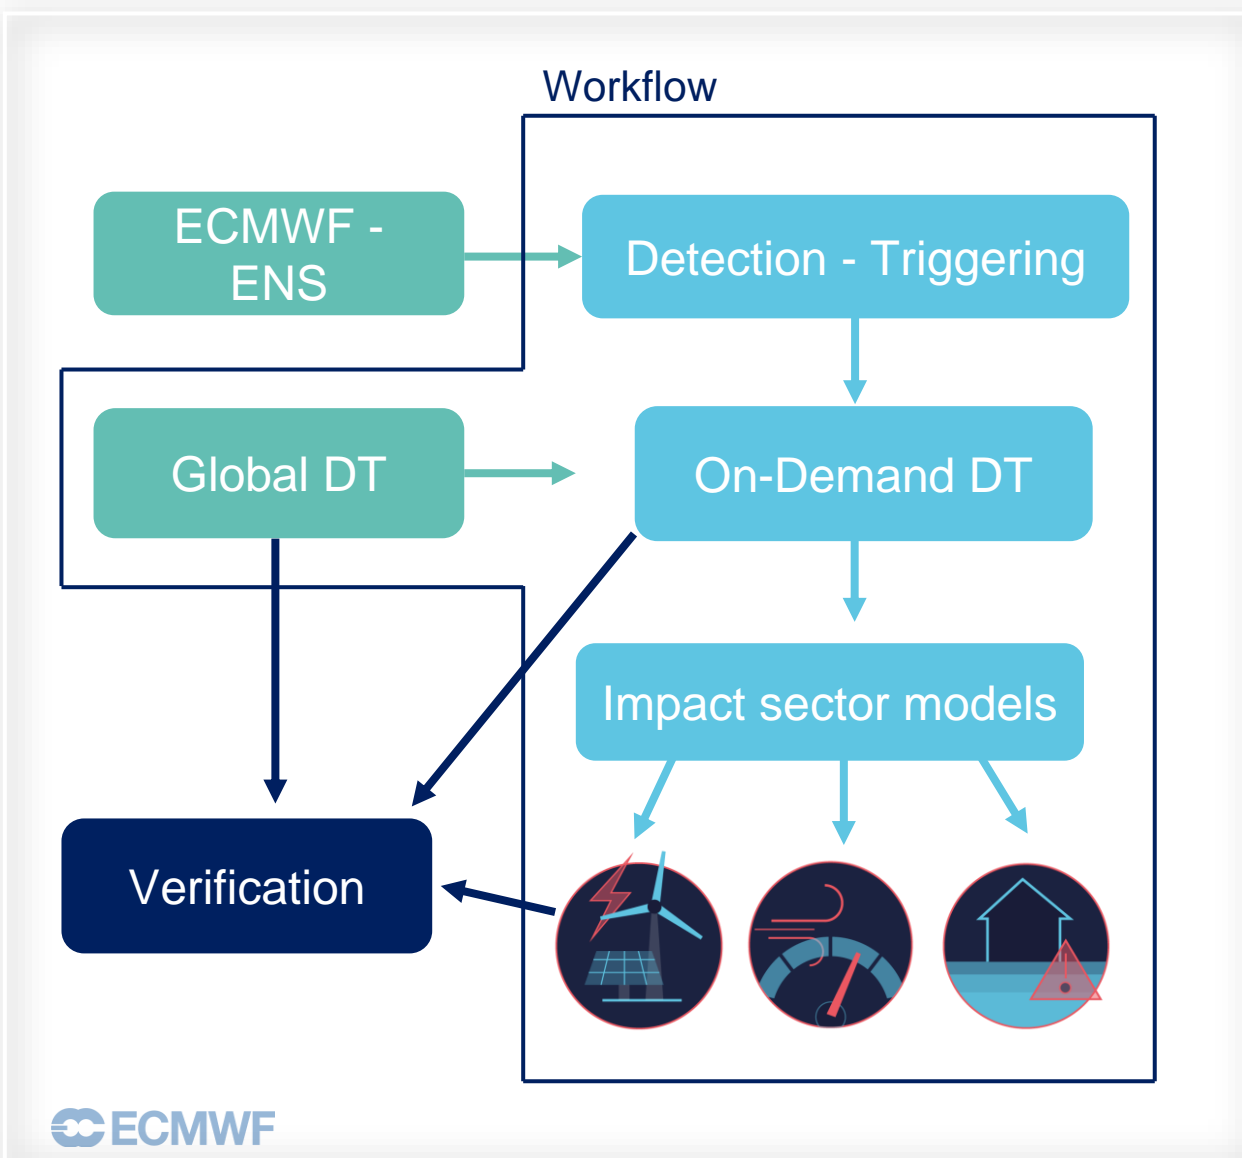 Workflow
ECMWF -
ENS
Detection - Triggering
Global DT
On-Demand DT
Impact sector models
Verification
ECMWF